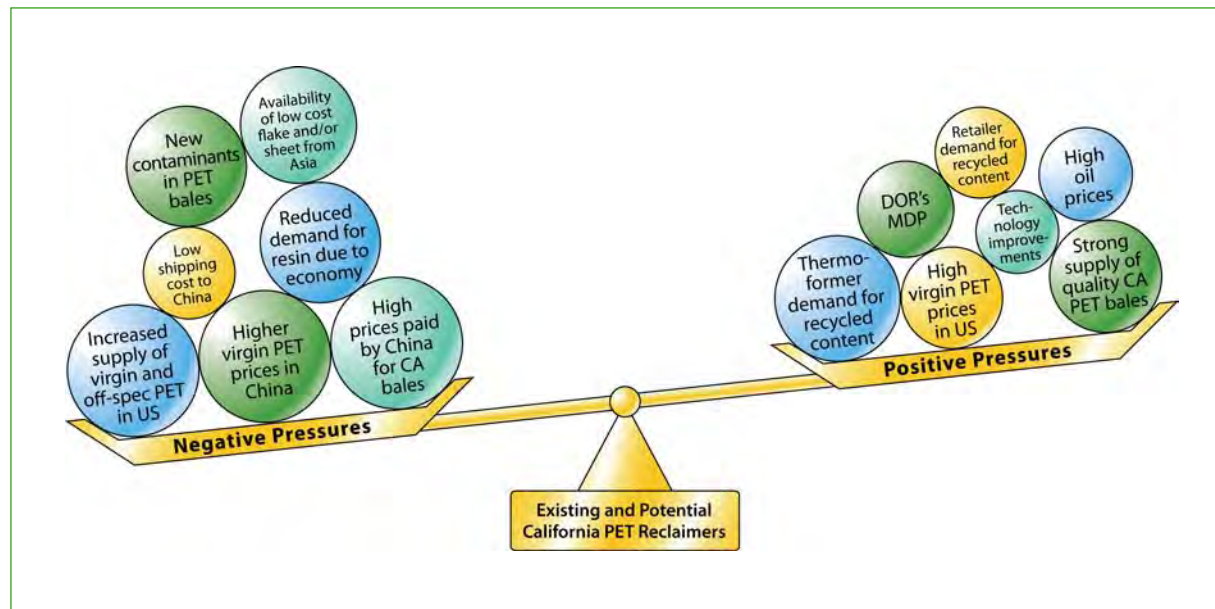 New
contaminants
in PET
bales
Availability
of low cost
flake and/or
sheet from
Asia
Low
shipping
cost to
China
Reduced
demand for
resin due to
economy
Increased
supply of
virgin and
off-spec PET
in US
Higher
virgin PET
prices in
China
High
prices paid
by China
for CA
bales
Negative Pressures
Retailer
demand for
recycled
content
High
oil
prices
DOR's
MDP
Tech-
nology
improve-
ments
Thermo-
former
demand for
recycled
content
High
virgin PET
prices
in US
Strong
supply of
quality CA
PET bales
Positive Pressures
Existing and Potential
California PET Reclaimers